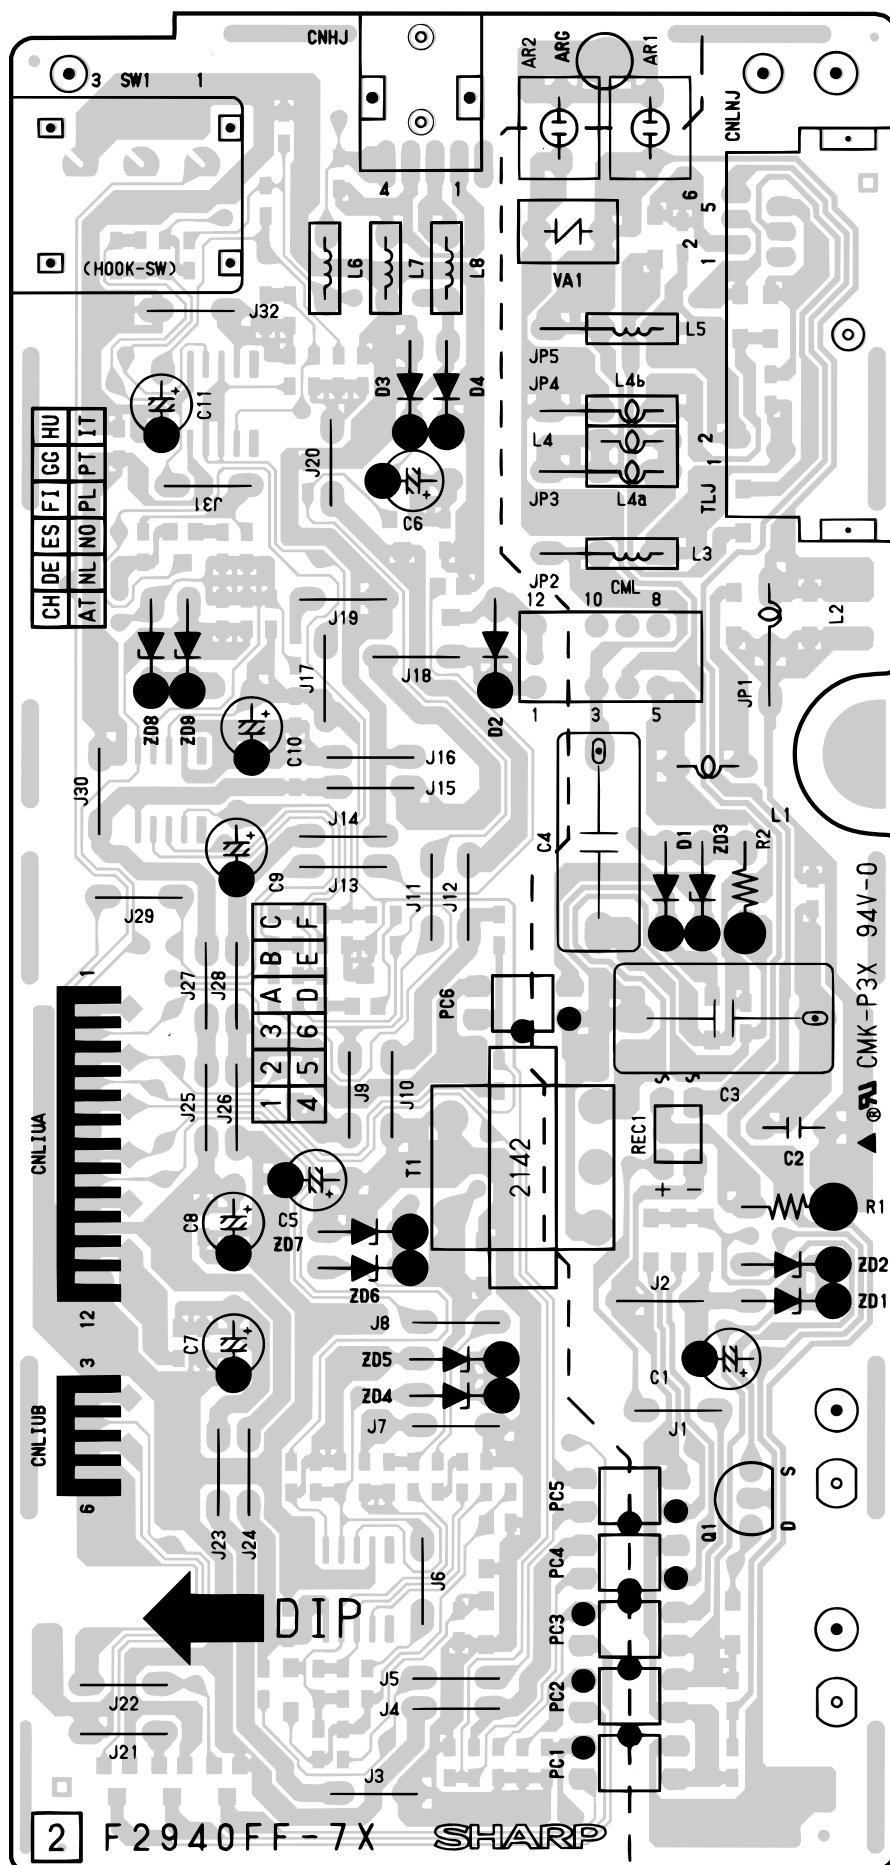 CNHJ
AR2
ARG
AR1
CNLNJ
3 SW1 1
4 1
6
5
2
1
(HOOK-SW)
L6
L7
L8
VA1
J32
L5
JP5
JP4
L4b
D3
D4
C11
HU
IT
GG
PT
FI
PL
ES
NO
DE
NL
CH
AT
J20
L4
2
1
TLJ
J31
JP3
L4a
C6
L3
JP2
CML
12 10 8
J19
L2
J17
J18
JP1
ZD8
ZD9
C10
D2
1 3 5
J16
J30
J15
J14
C4
D1
ZD3
R2
L1
C9
J13
J11
J12
J29
C
F
B
E
A
D
3
6
2
5
1
4
J27
J28
1
PC6
CMK-P3X 94V-0
J25
J26
J9
J10
S S
C3
CNLIUA
T1
2142
REC1
+ -
C2
C8
C5
R1
ZD7
ZD2
ZD6
J2
ZD1
12
J8
C7
3
ZD5
C1
ZD4
J7
J1
CNLIUB
6
PC5
S
D
Q1
J23
J24
PC4
J6
DIP
PC3
J5
PC2
J22
J4
J21
PC1
J3
2 F2940FF-7X SHARP